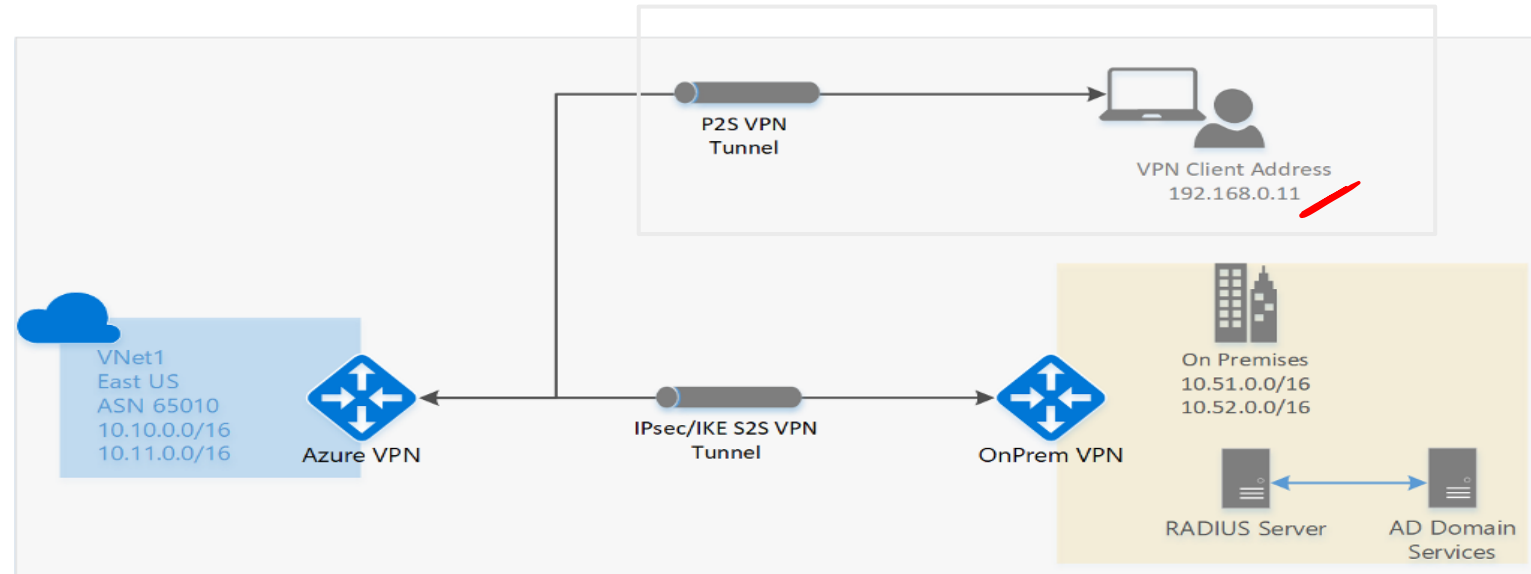 P2S VPN
Tunnel
VPN Client Address
192.168.0.11
VNet1
East US
ASN 65010
10.10.0.0/16
10.11.0.0/16
Azure VPN
IPsec/IKE S2S VPN
Tunnel
OnPrem VPN
On Premises
10.51.0.0/16
10.52.0.0/16
RADIUS Server
AD Domain
Services